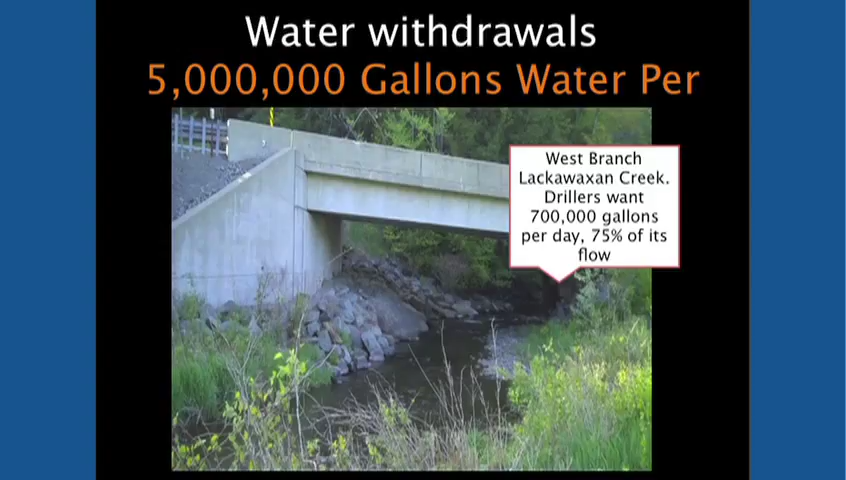 Water withdrawals
5,000,000 Gallons Water Per
West Branch
Lackawaxan Creek.
Drillers want
700,000 gallons
per day, 75% of its
flow